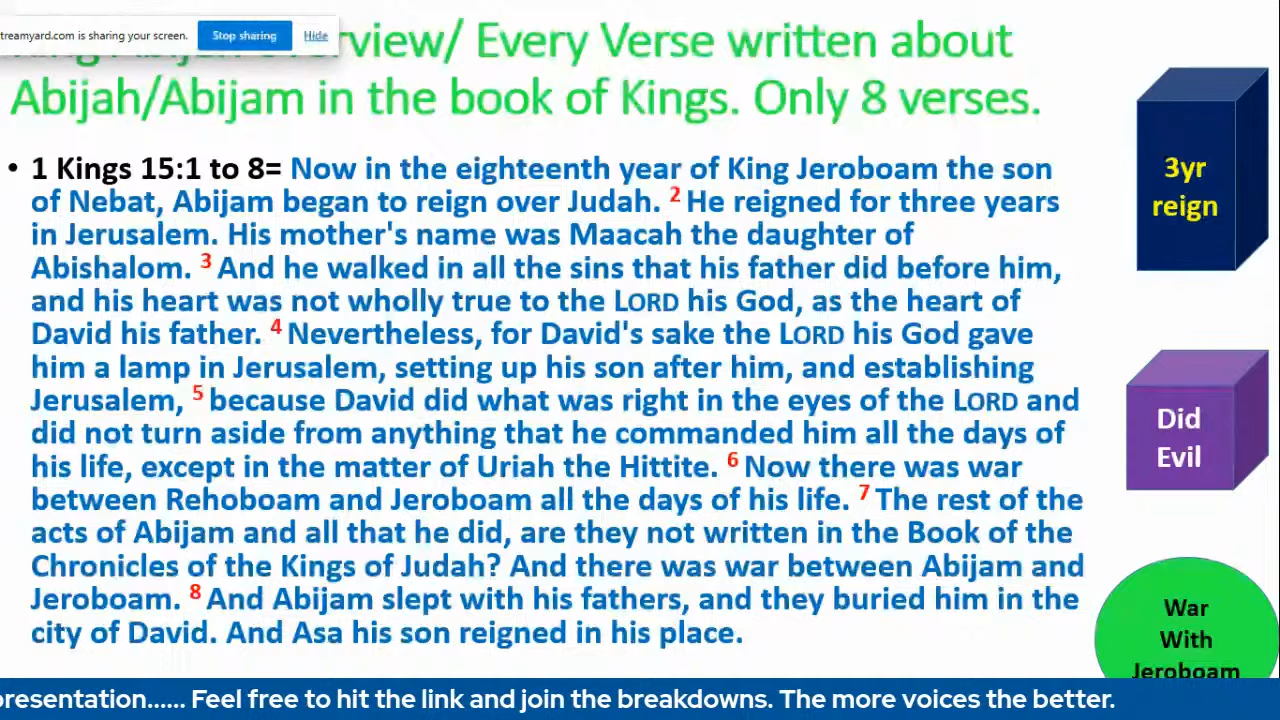 treamyard.com is sharing your screen. Stop sharing Hide
rview/ Every Verse written about
Abijah/Abijam in the book of Kings. Only 8 verses.
• 1 Kings 15:1 to 8= Now in the eighteenth year of King Jeroboam the son
of Nebat, Abijam began to reign over Judah. 2 He reigned for three years
in Jerusalem. His mother's name was Maacah the daughter of
Abishalom. 3 And he walked in all the sins that his father did before him,
and his heart was not wholly true to the LORD his God, as the heart of
David his father. 4 Nevertheless, for David's sake the LORD his God gave
him a lamp in Jerusalem, setting up his son after him, and establishing
Jerusalem, 5 because David did what was right in the eyes of the LORD and
did not turn aside from anything that he commanded him all the days of
his life, except in the matter of Uriah the Hittite. 6 Now there was war
between Rehoboam and Jeroboam all the days of his life. 7 The rest of the
acts of Abijam and all that he did, are they not written in the Book of the
Chronicles of the Kings of Judah? And there was war between Abijam and
Jeroboam. 8 And Abijam slept with his fathers, and they buried him in the
city of David. And Asa his son reigned in his place.
3yr
reign
Did
Evil
War
With
Jeroboam
presentation...... Feel free to hit the link and join the breakdowns. The more voices the better.